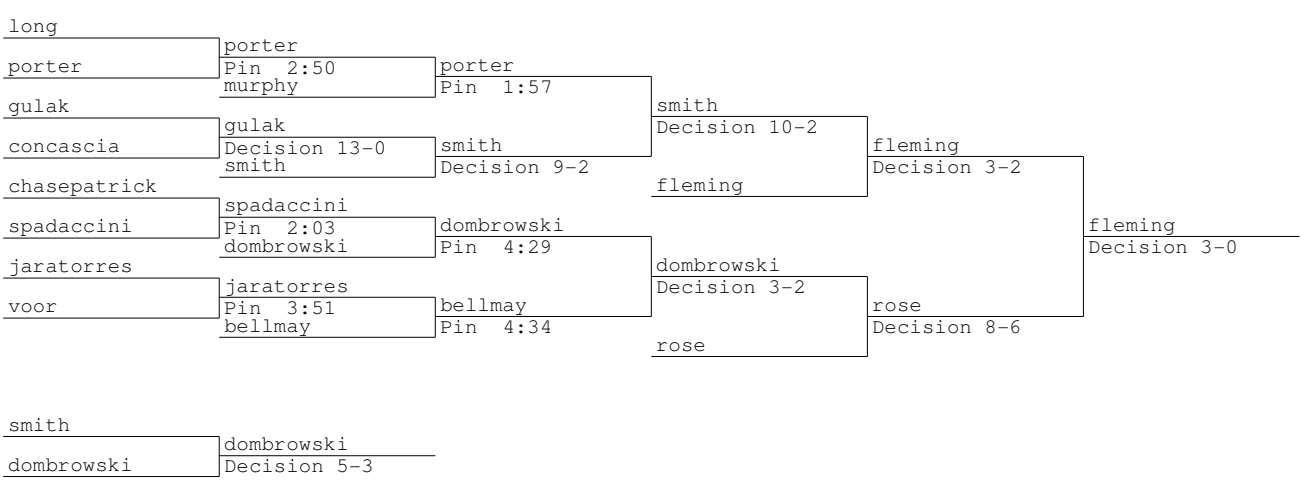 long
porter
porter
Pin 2:50
murphy
porter
Pin 1:57
gulak
concascia
gulak
Decision 13-0
smith
smith
Decision 9-2
smith
Decision 10-2
fleming
fleming
Decision 3-2
chasepatrick
spadaccini
spadaccini
Pin 2:03
dombrowski
dombrowski
Pin 4:29
jaratorres
voor
jaratorres
Pin 3:51
bellmay
bellmay
Pin 4:34
dombrowski
Decision 3-2
rose
rose
Decision 8-6
fleming
Decision 3-0
smith
dombrowski
dombrowski
Decision 5-3